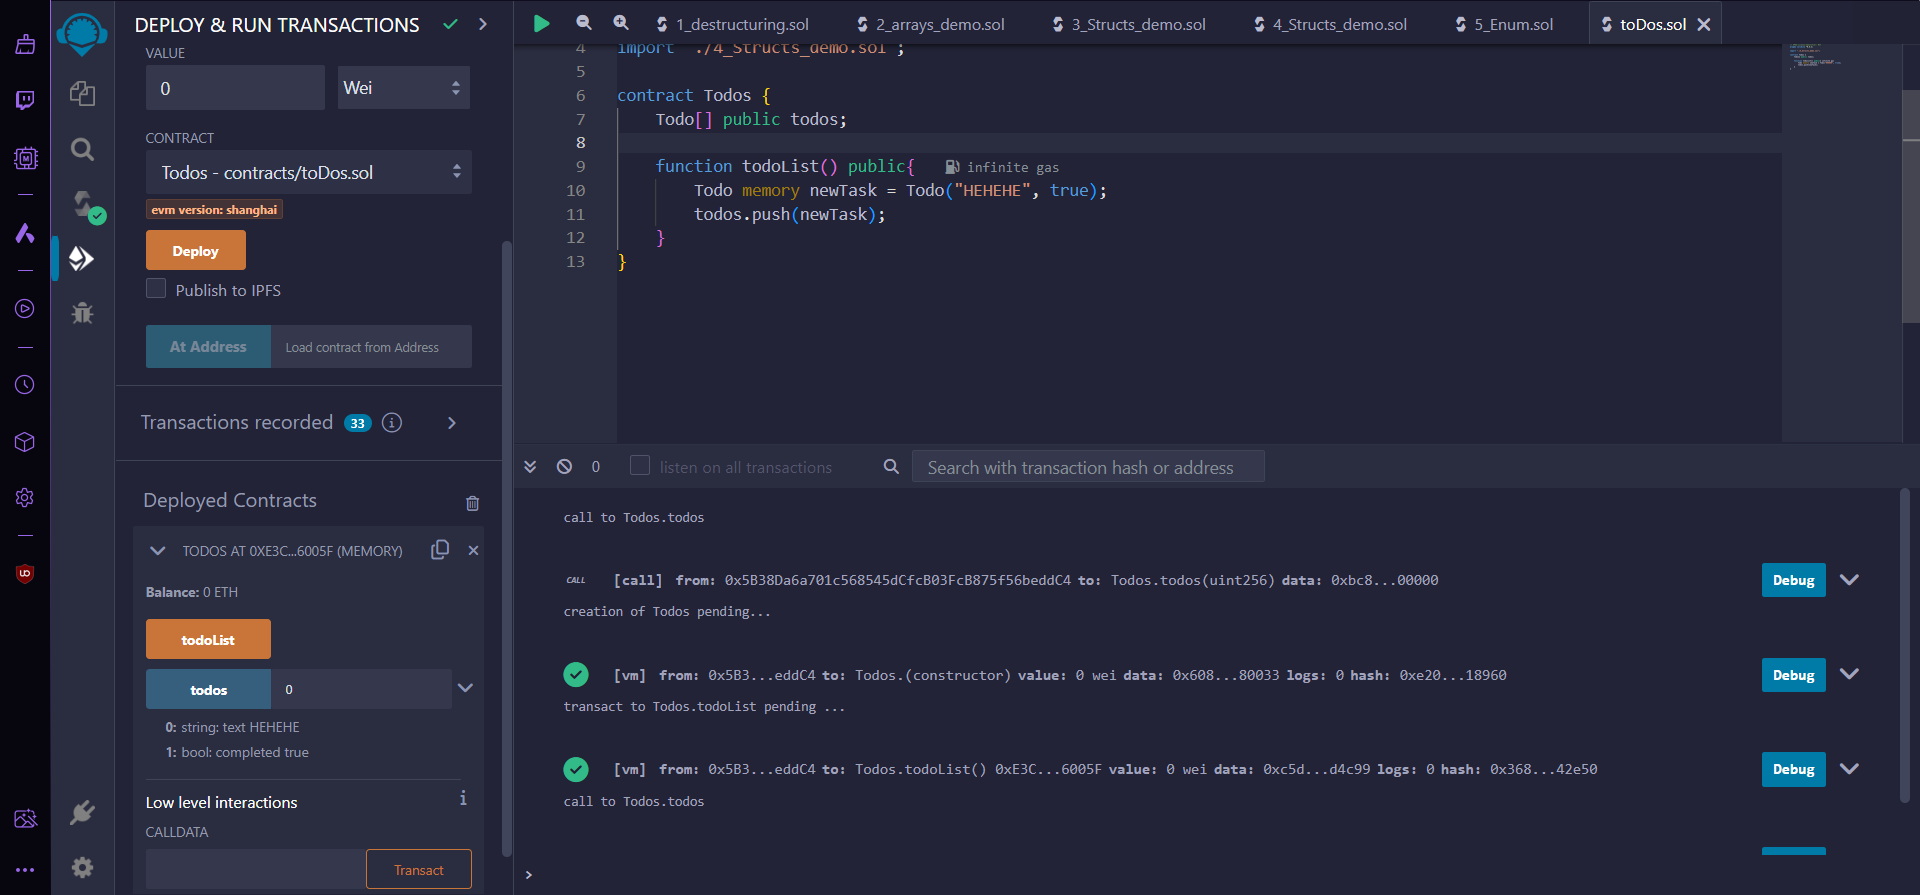 DEPLOY & RUN TRANSACTIONS
VALUE
0
Wei
CONTRACT
Todos - contracts/toDos.sol
evm version: shanghai
Deploy
Publish to IPFS
At Address
Load contract from Address
Transactions recorded 33
Deployed Contracts
TODOS AT 0XE3C...6005F (MEMORY)
Balance: 0 ETH
todoList
todos
0
0: string: text HEHEHE
1: bool: completed true
Low level interactions
CALLDATA
Transact
1_destructuring.sol
2_arrays_demo.sol
3_Structs_demo.sol
4_Structs_demo.sol
5_Enum.sol
toDos.sol
4 import "./4_Structs_demo.sol";
5
6 contract Todos {
7 Todo[] public todos;
8
9 function todoList() public{ infinite gas
10 Todo memory newTask = Todo("HEHEHE", true);
11 todos.push(newTask);
12 }
13 }
0
listen on all transactions
Search with transaction hash or address
call to Todos.todos
CALL [call] from: 0x5B38Da6a701c568545dCfcB03FcB875f56beddC4 to: Todos.todos(uint256) data: 0xbc8...00000
Debug
creation of Todos pending...
[vm] from: 0x5B3...eddC4 to: Todos.(constructor) value: 0 wei data: 0x608...80033 logs: 0 hash: 0xe20...18960
Debug
transact to Todos.todoList pending ...
[vm] from: 0x5B3...eddC4 to: Todos.todoList() 0xE3C...6005F value: 0 wei data: 0xc5d...d4c99 logs: 0 hash: 0x368...42e50
Debug
call to Todos.todos
>